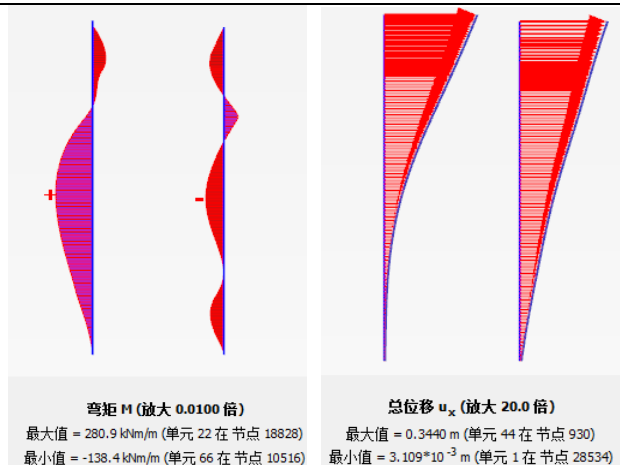 弯矩 M (放大 0.0100 倍)
最大值 = 280.9 kNm/m (单元 22 在 节点 18828)
最小值 = -138.4 kNm/m (单元 66 在 节点 10516)
总位移 uₓ (放大 20.0 倍)
最大值 = 0.3440 m (单元 44 在 节点 930)
最小值 = 3.109*10⁻³ m (单元 1 在 节点 28534)